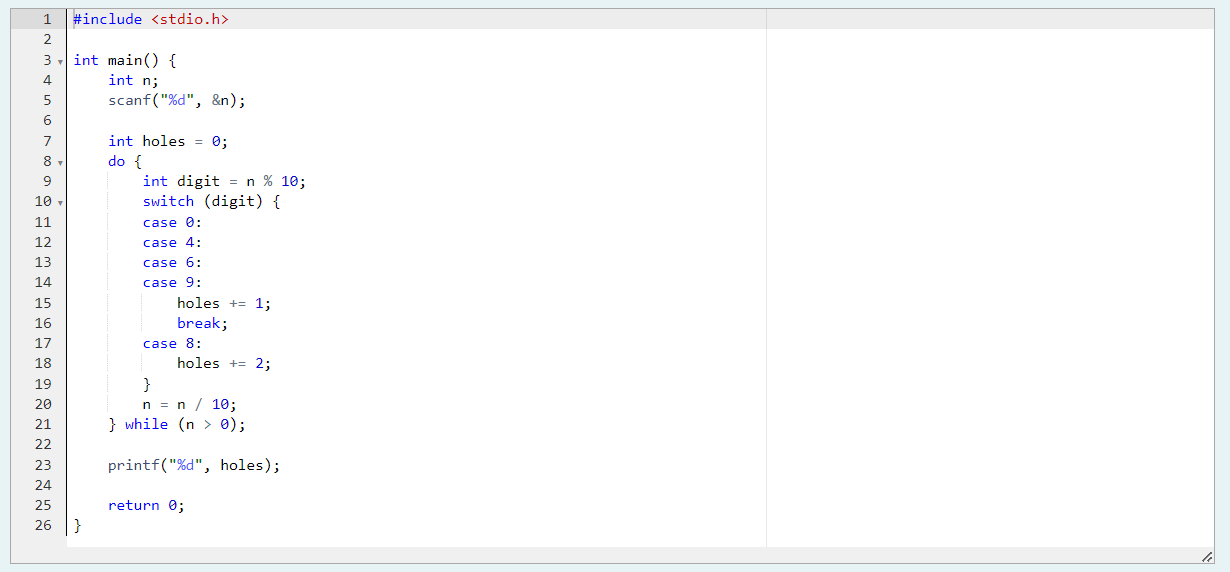 1 #include <stdio.h>
2
3 int main() {
4     int n;
5     scanf("%d", &n);
6
7     int holes = 0;
8     do {
9         int digit = n % 10;
10         switch (digit) {
11         case 0:
12         case 4:
13         case 6:
14         case 9:
15             holes += 1;
16             break;
17         case 8:
18             holes += 2;
19         }
20         n = n / 10;
21     } while (n > 0);
22
23     printf("%d", holes);
24
25     return 0;
26 }